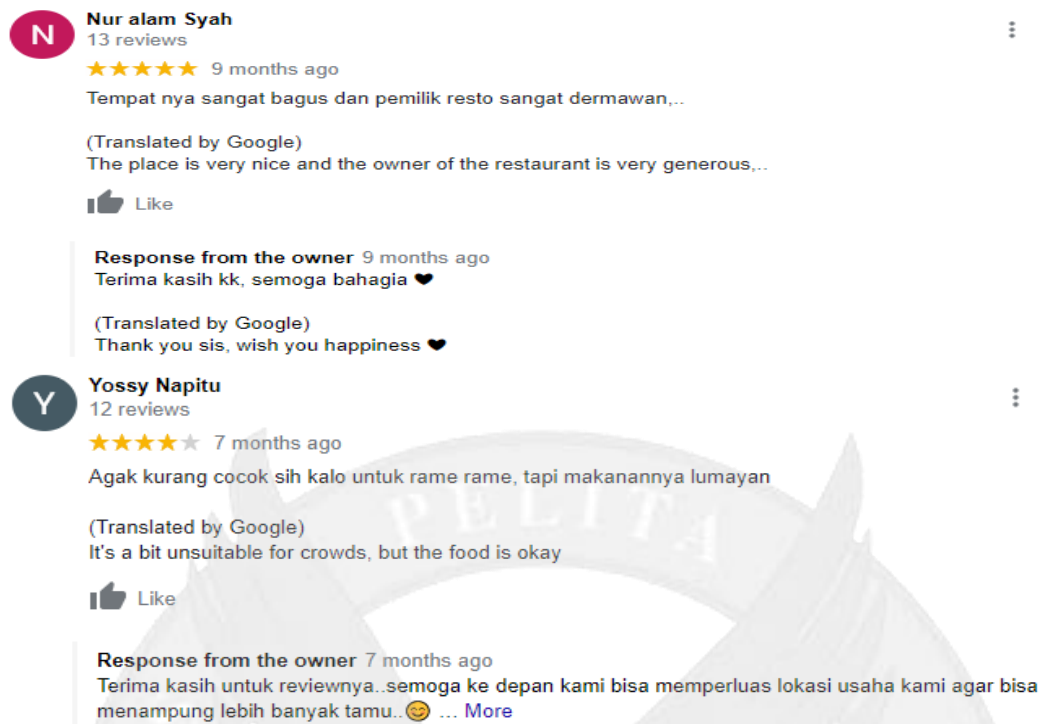 N
Nur alam Syah
13 reviews
9 months ago
Tempat nya sangat bagus dan pemilik resto sangat dermawan,..
(Translated by Google)
The place is very nice and the owner of the restaurant is very generous,..
Like
Response from the owner 9 months ago
Terima kasih kk, semoga bahagia ❤
(Translated by Google)
Thank you sis, wish you happiness ❤
Y
Yossy Napitu
12 reviews
7 months ago
Agak kurang cocok sih kalo untuk rame rame, tapi makanannya lumayan
PELITA
(Translated by Google)
It's a bit unsuitable for crowds, but the food is okay
Like
Response from the owner 7 months ago
Terima kasih untuk reviewnya..semoga ke depan kami bisa memperluas lokasi usaha kami agar bisa
menampung lebih banyak tamu..😊 ... More